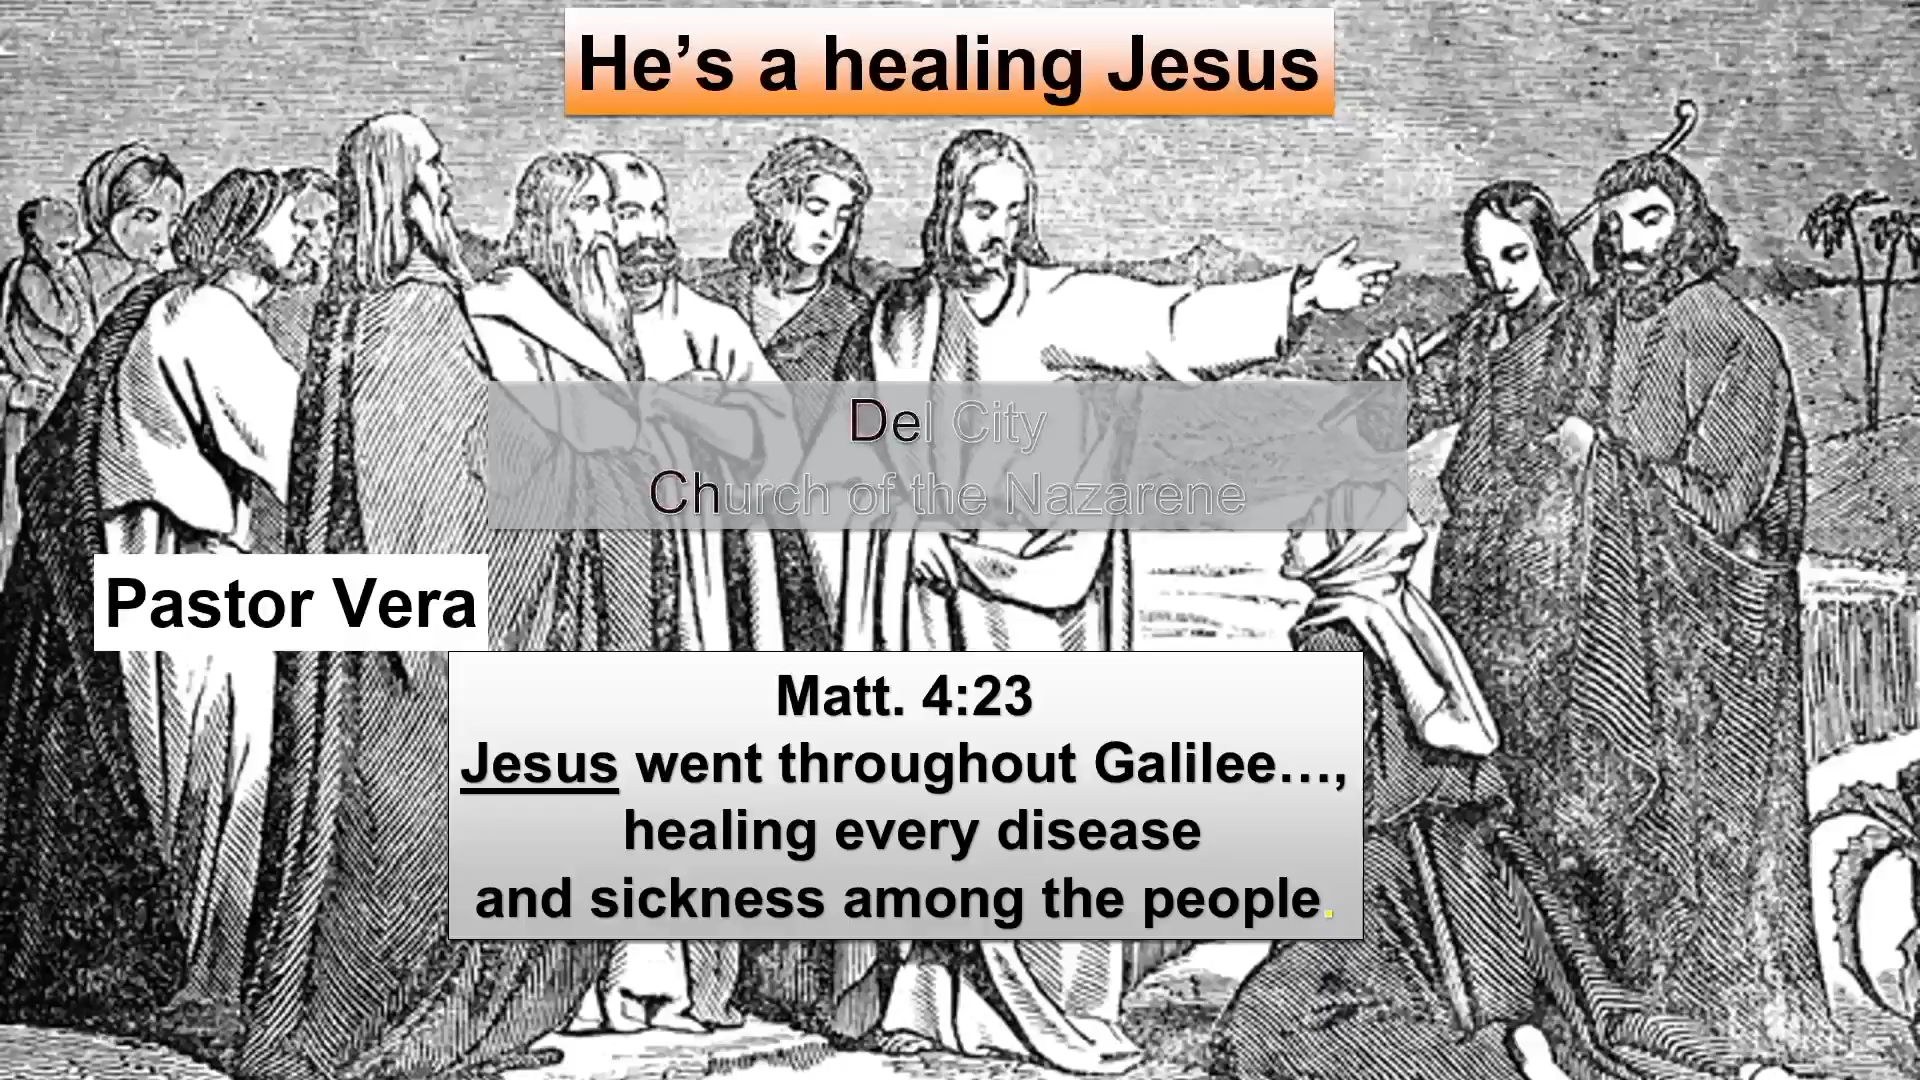 He’s a healing Jesus
Del City
Church of the Nazarene
Pastor Vera
Matt. 4:23
Jesus went throughout Galilee…,
healing every disease
and sickness among the people.